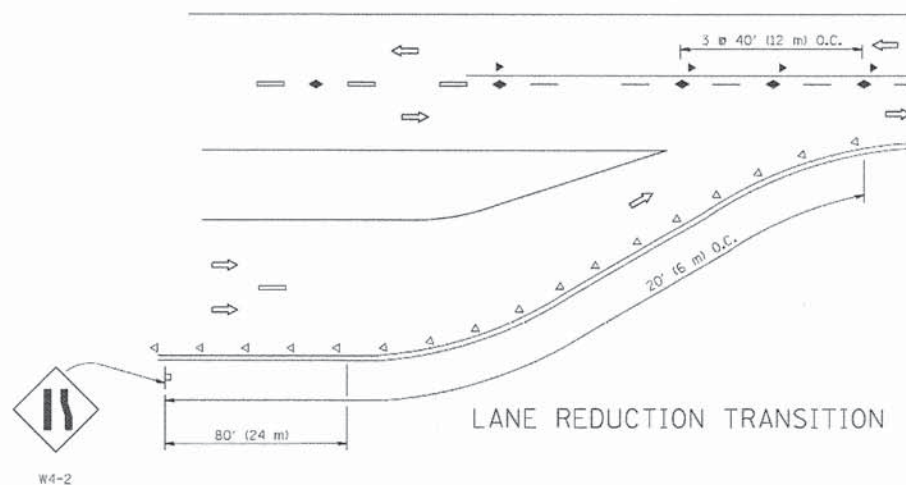 3 @ 40' (12 m) O.C.
20' (6 m) O.C.
80' (24 m)
LANE REDUCTION TRANSITION
W4-2